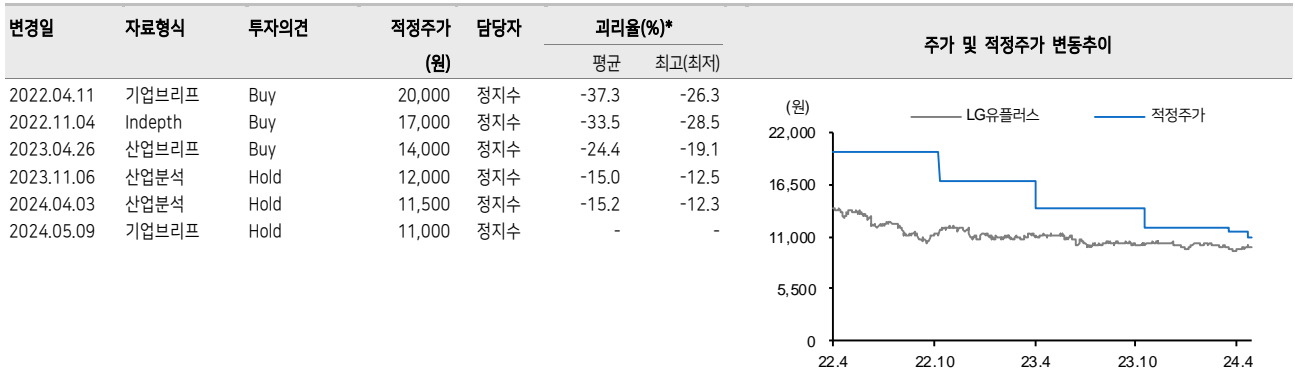 변경일 자료형식 투자의견 적정주가 담당자 괴리율(%)*
(원) 평균 최고(최저)
2022.04.11 기업브리프 Buy 20,000 정지수 -37.3 -26.3
2022.11.04 Indepth Buy 17,000 정지수 -33.5 -28.5
2023.04.26 산업브리프 Buy 14,000 정지수 -24.4 -19.1
2023.11.06 산업분석 Hold 12,000 정지수 -15.0 -12.5
2024.04.03 산업분석 Hold 11,500 정지수 -15.2 -12.3
2024.05.09 기업브리프 Hold 11,000 정지수 - -
주가 및 적정주가 변동추이
(원)
LG유플러스 적정주가
22,000
16,500
11,000
5,500
0
22.4 22.10 23.4 23.10 24.4